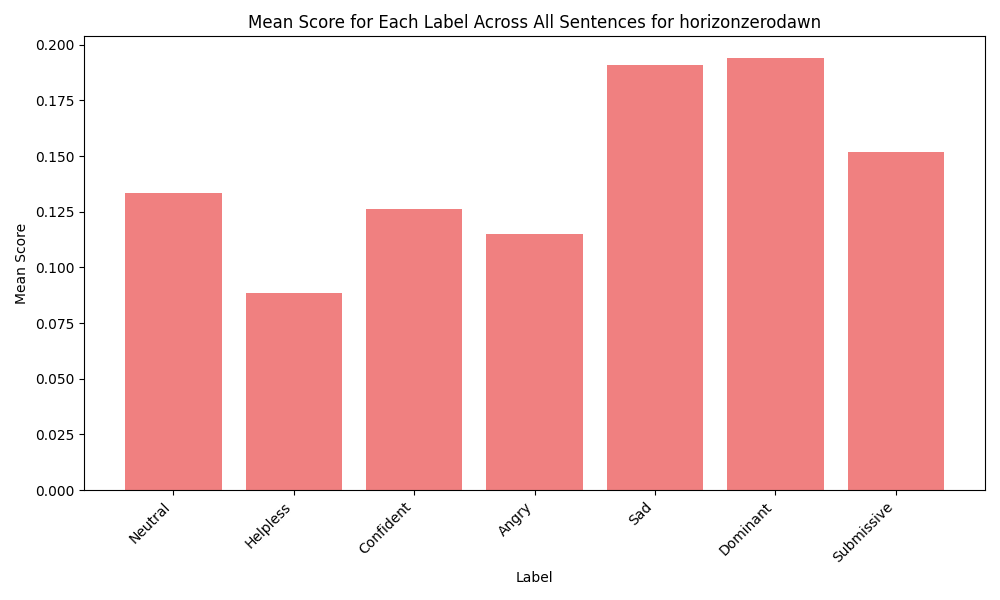 Mean Score for Each Label Across All Sentences for horizonzerodawn
0.200
0.175
0.150
0.125
0.100
0.075
0.050
0.025
0.000
Mean Score
Neutral
Helpless
Confident
Angry
Sad
Dominant
Submissive
Label